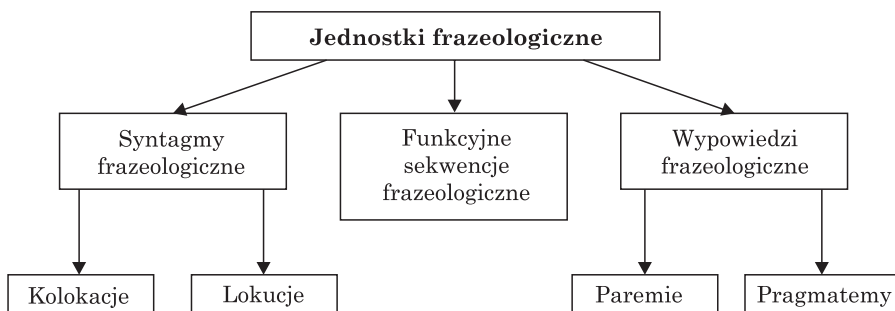 Jednostki frazeologiczne
Syntagmy
frazeologiczne
Funkcyjne
sekwencje
frazeologiczne
Wypowiedzi
frazeologiczne
Kolokacje
Lokucje
Paremie
Pragmatemy